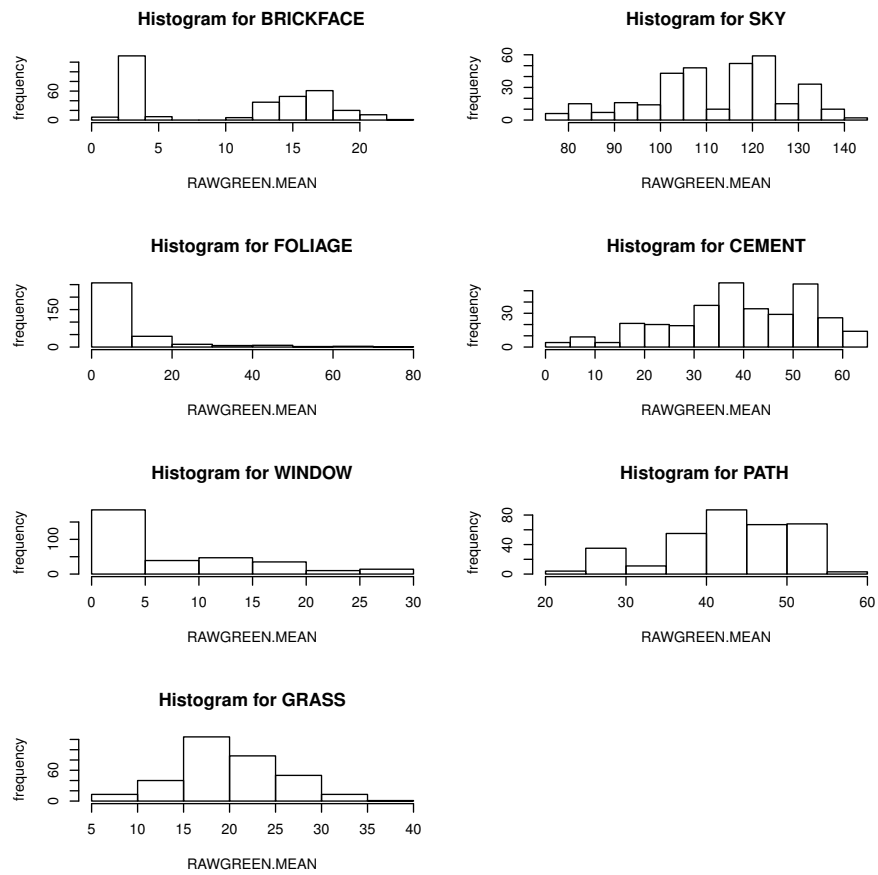 Histogram for BRICKFACE
frequency
0 60
0 5 10 15 20
RAWGREEN.MEAN
Histogram for SKY
frequency
0 30 60
80 90 100 110 120 130 140
RAWGREEN.MEAN
Histogram for FOLIAGE
frequency
0 150
0 20 40 60 80
RAWGREEN.MEAN
Histogram for CEMENT
frequency
0 30
0 10 20 30 40 50 60
RAWGREEN.MEAN
Histogram for WINDOW
frequency
0 100
0 5 10 15 20 25 30
RAWGREEN.MEAN
Histogram for PATH
frequency
0 40 80
20 30 40 50 60
RAWGREEN.MEAN
Histogram for GRASS
frequency
0 60
5 10 15 20 25 30 35 40
RAWGREEN.MEAN